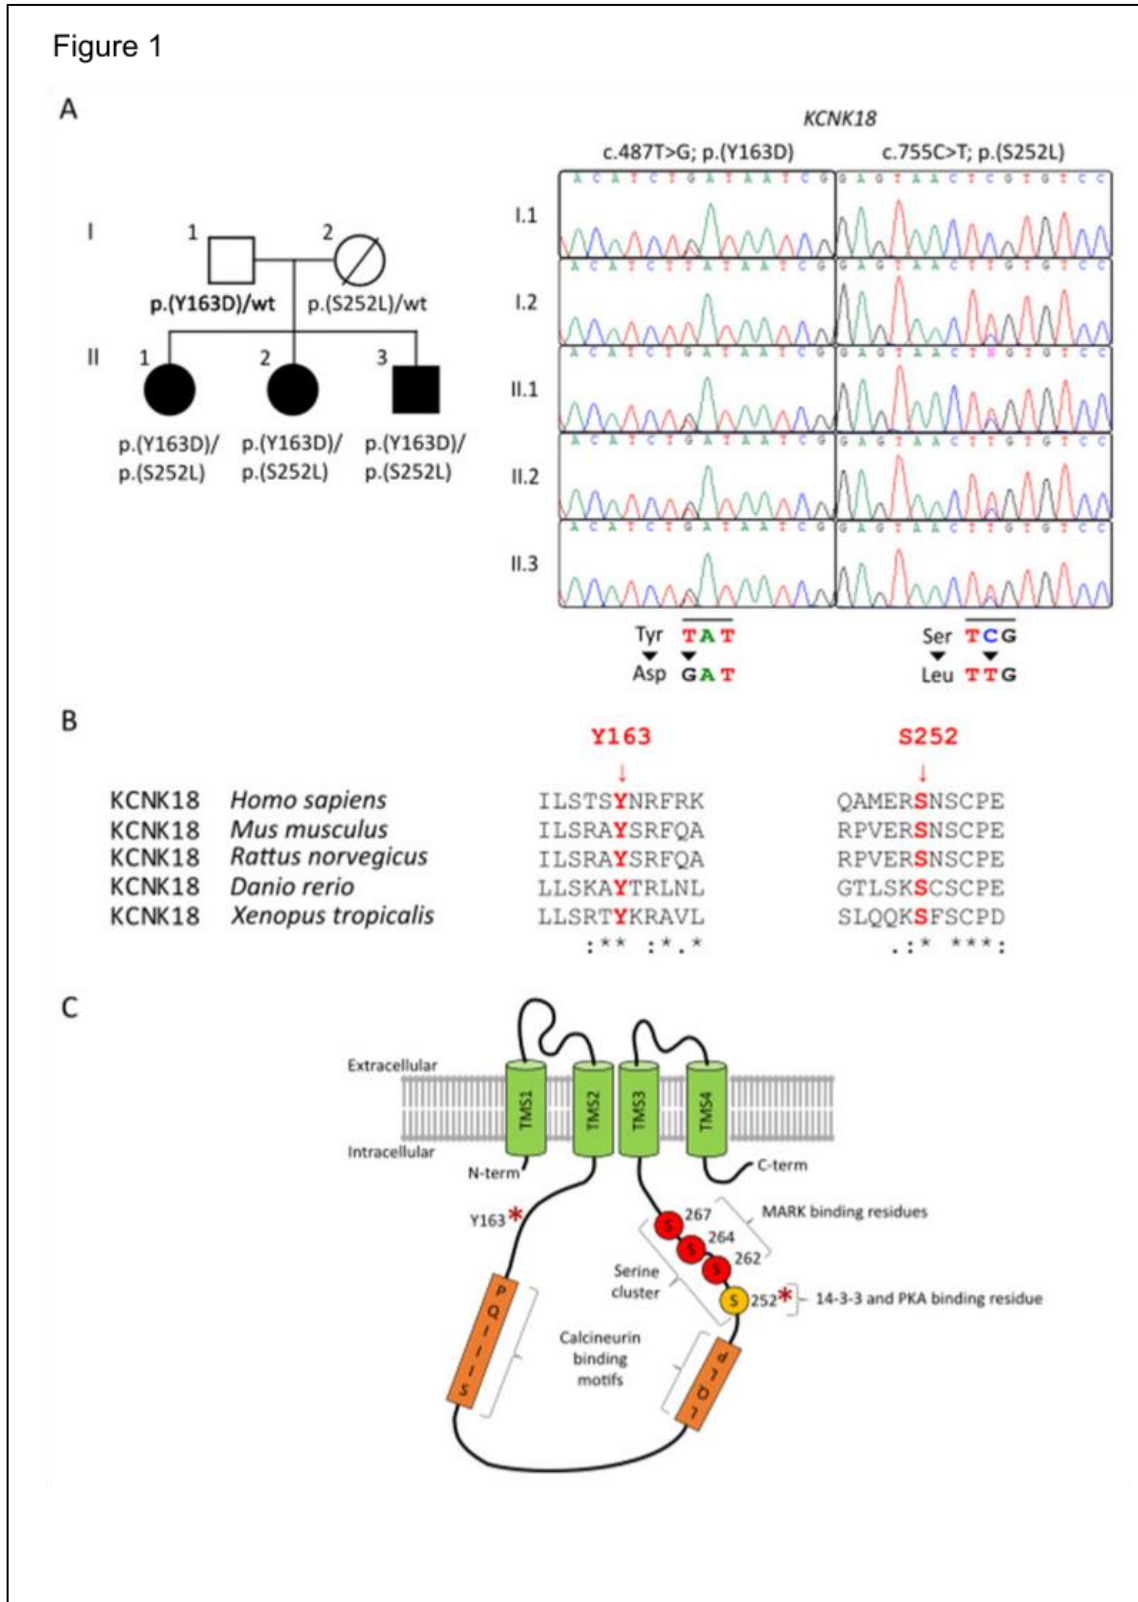 Figure 1
A
KCNK18
c.487T>G; p.(Y163D)
c.755C>T; p.(S252L)
I
1
2
p.(Y163D)/wt
p.(S252L)/wt
II
1
2
3
p.(Y163D)/
p.(S252L)
p.(Y163D)/
p.(S252L)
p.(Y163D)/
p.(S252L)
I.1
A C A T C T G A T A A T C G
G A G T A A C T C G T G T C C
I.2
A C A T C T T A T A A T C G
G A G T A A C T T G T G T C C
II.1
A C A T C T G A T A A T C G
G A G T A A C T G T G T C C
II.2
A C A T C T G A T A A T C G
G A G T A A C T T G T G T C C
II.3
A C A T C T G A T A A T C G
G A G T A A C T T G T G T C C
Tyr TAT
Asp GAT
Ser TCG
Leu TTG
B
Y163
S252
KCNK18 Homo sapiens ILSTSYNRFRK QAMERSNSCPE
KCNK18 Mus musculus ILSRAYSRFQA RPVERSNSCPE
KCNK18 Rattus norvegicus ILSRAYSRFQA RPVERSNSCPE
KCNK18 Danio rerio LLSKAYTRLNL GTLSKSCSCPE
KCNK18 Xenopus tropicalis LLSRTYKRAVL SLQQKSFSCPD
:** :*.* .:* ***:
C
Extracellular
TMS1
TMS2
TMS3
TMS4
Intracellular
N-term
C-term
Y163*
S 267
S 264
S 262
MARK binding residues
Serine
cluster
S 252*
14-3-3 and PKA binding residue
PQIIIS
Calcineurin
binding
motifs
LQLP